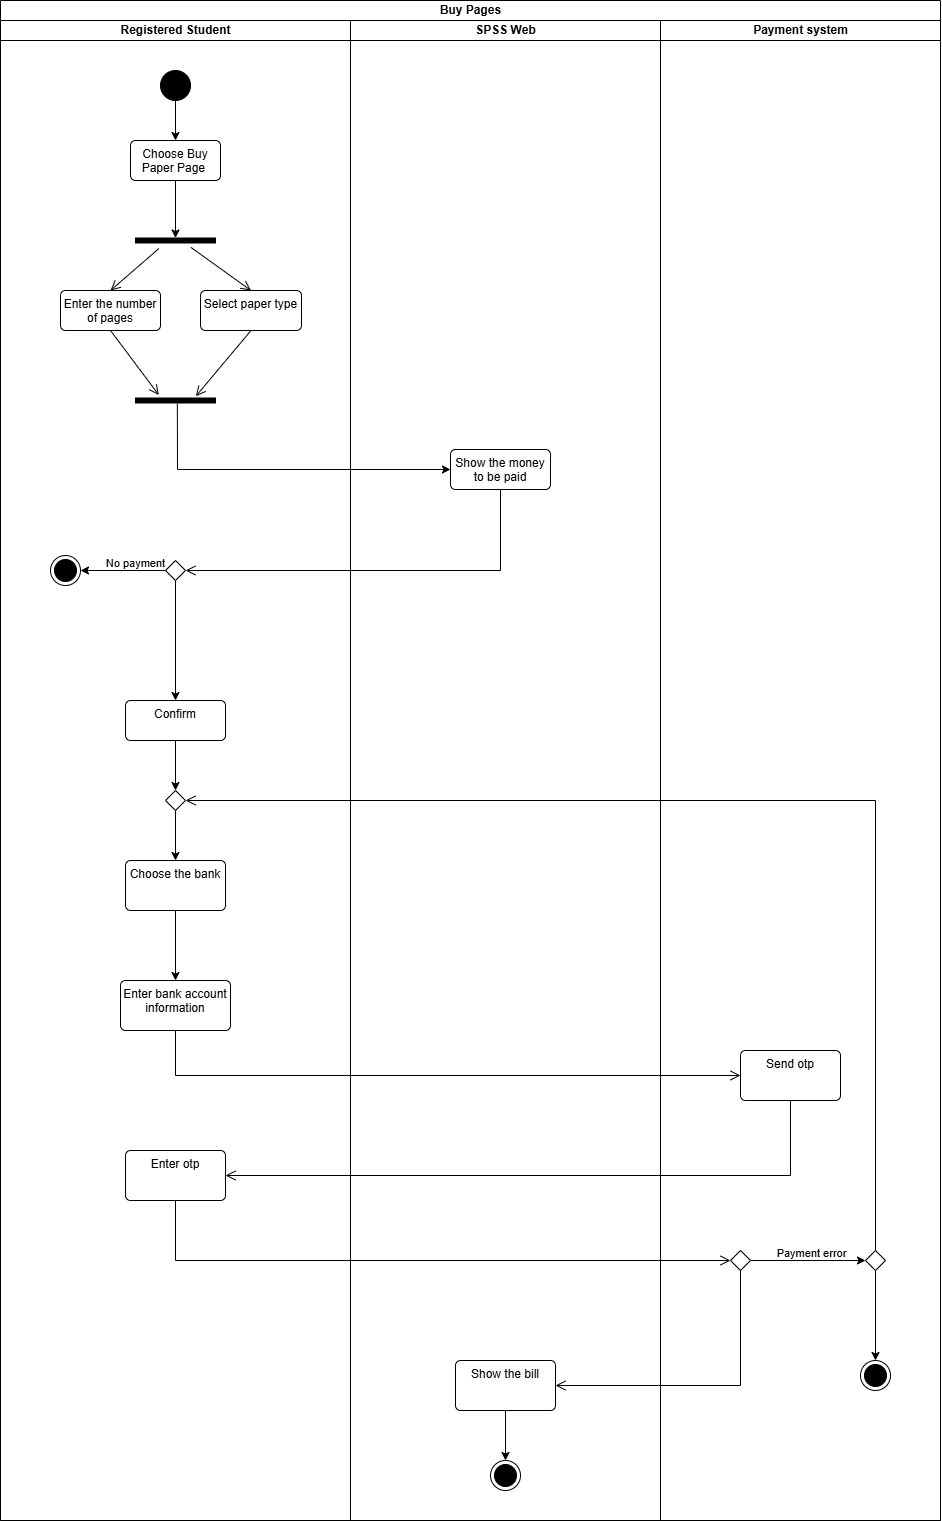 Buy Pages
Registered Student
SPSS Web
Payment system
Choose Buy
Paper Page
Enter the number
of pages
Select paper type
Show the money
to be paid
No payment
Confirm
Choose the bank
Enter bank account
information
Send otp
Enter otp
Payment error
Show the bill